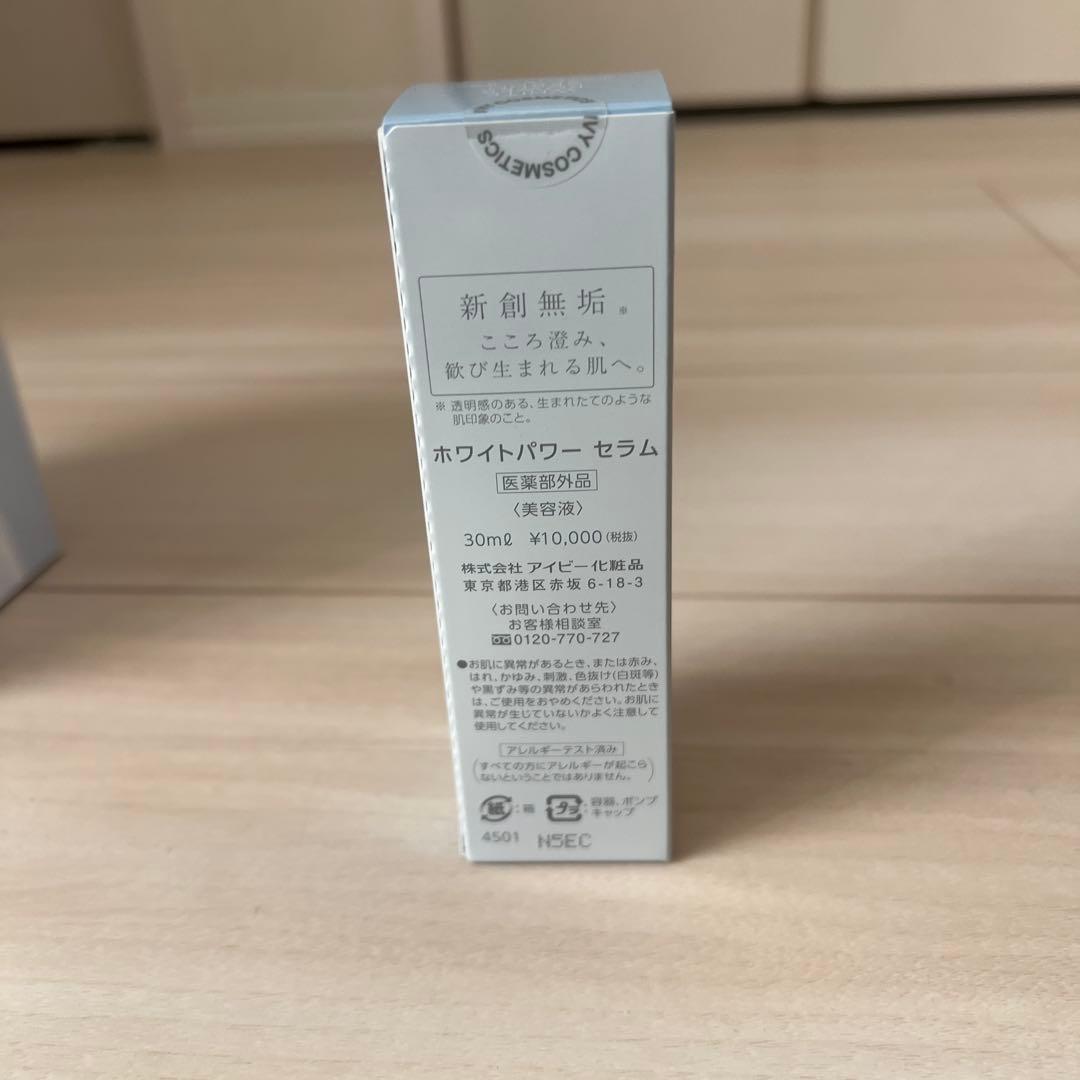 IVY COSMETICS
新創無垢※
こころ澄み、
歓び生まれる肌へ。
※ 透明感のある、生まれたてのような
肌印象のこと。
ホワイトパワー セラム
医薬部外品
〈美容液〉
30mℓ ¥10,000(税抜)
株式会社 アイビー化粧品
東京都港区赤坂 6-18-3
〈お問い合わせ先〉
お客様相談室
0120-770-727
●お肌に異常があるとき、または赤み、
はれ、かゆみ、刺激、色抜け(白斑等)
や黒ずみ等の異常があらわれたとき
は、ご使用をおやめください。お肌に
異常が生じていないかよく注意して
使用してください。
アレルギーテスト済み
(すべての方にアレルギーが起こら
ないということではありません。)
紙 : 箱 プラ : 容器、ポンプ
キャップ
4501 N5EC